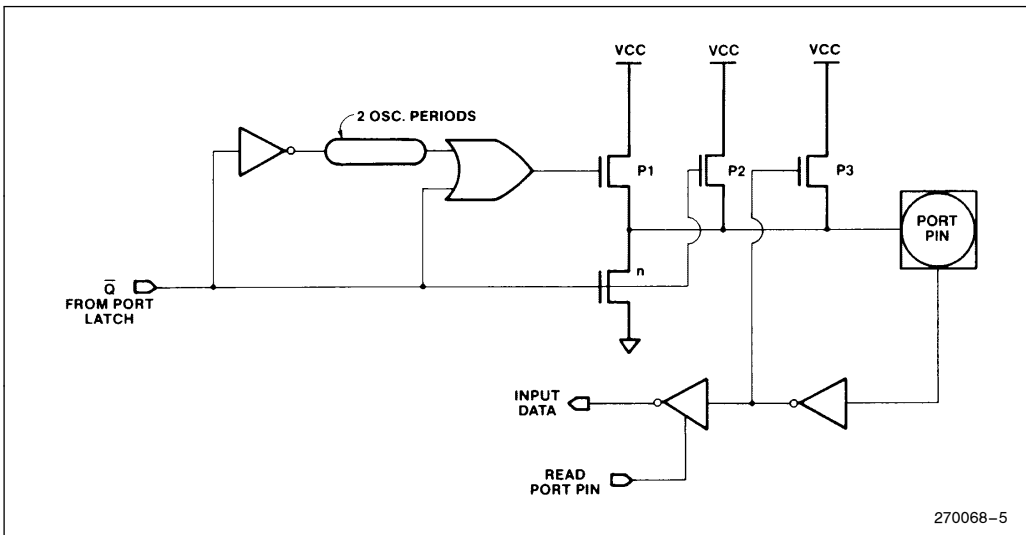 VCC VCC VCC
2 OSC. PERIODS
P1 P2 P3
PORT
PIN
n
Q̅
FROM PORT
LATCH
INPUT
DATA
READ
PORT PIN
270068–5